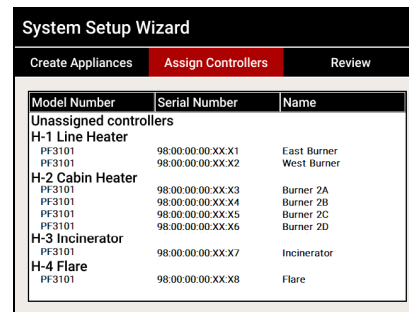 System Setup Wizard
Create Appliances Assign Controllers Review
Model Number Serial Number Name
Unassigned controllers
H-1 Line Heater
PF3101 98:00:00:00:XX:X1 East Burner
PF3101 98:00:00:00:XX:X2 West Burner
H-2 Cabin Heater
PF3101 98:00:00:00:XX:X3 Burner 2A
PF3101 98:00:00:00:XX:X4 Burner 2B
PF3101 98:00:00:00:XX:X5 Burner 2C
PF3101 98:00:00:00:XX:X6 Burner 2D
H-3 Incinerator
PF3101 98:00:00:00:XX:X7 Incinerator
H-4 Flare
PF3101 98:00:00:00:XX:X8 Flare